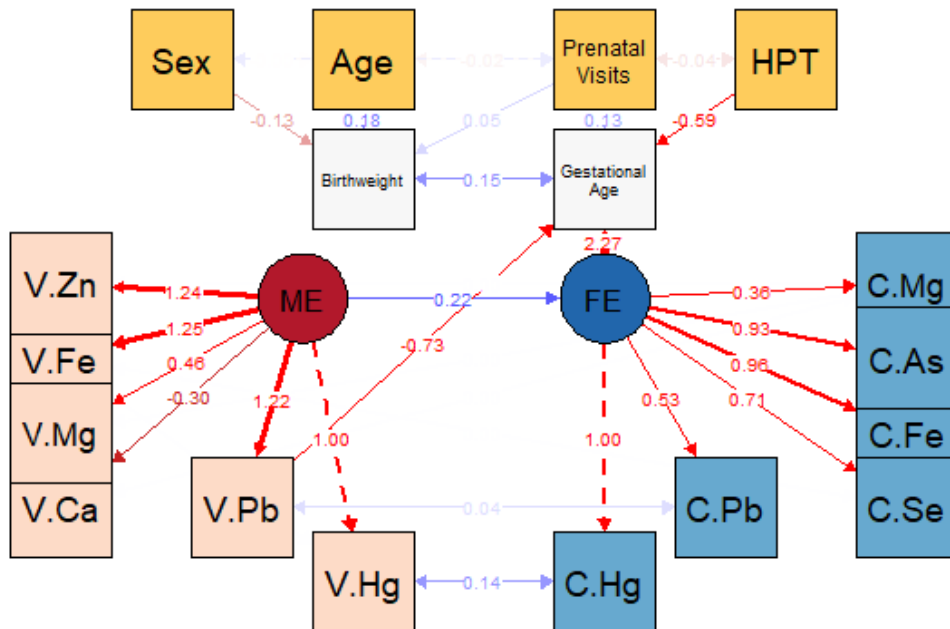 Sex
Age
Prenatal
Visits
HPT
-0.02
-0.04
-0.13
0.18
0.05
0.13
-0.59
Birthweight
0.15
Gestational
Age
2.27
V.Zn
1.24
ME
0.22
FE
0.36
C.Mg
V.Fe
1.25
0.46
-0.30
-0.73
0.93
0.96
C.As
V.Mg
1.22
0.53
0.71
1.00
1.00
C.Fe
V.Ca
V.Pb
0.04
C.Pb
C.Se
V.Hg
0.14
C.Hg